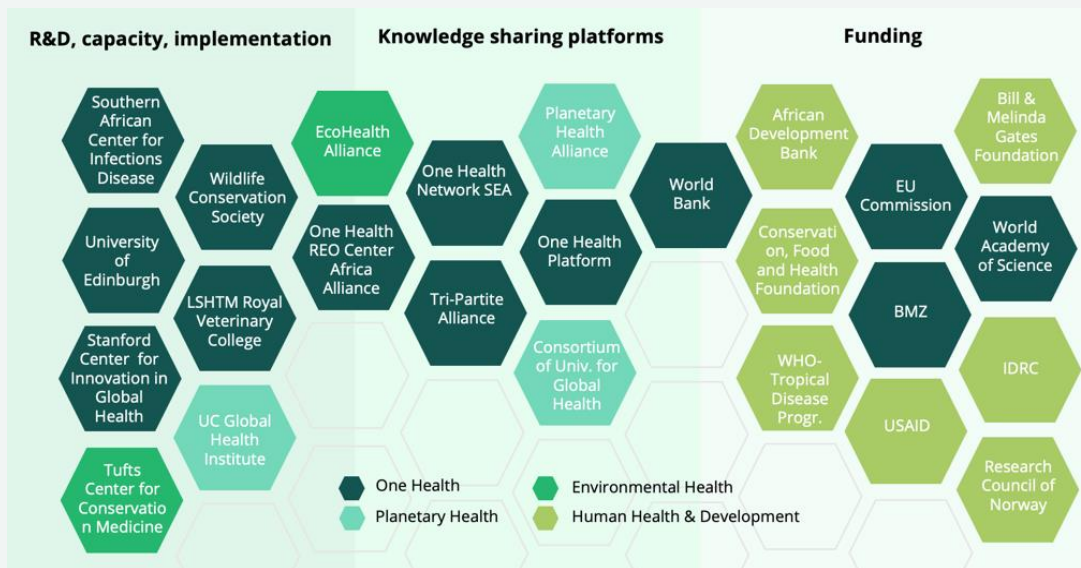 R&D, capacity, implementation
Knowledge sharing platforms
Funding
Southern
African
Center for
Infections
Disease
Wildlife
Conservation
Society
University
of
Edinburgh
LSHTM Royal
Veterinary
College
Stanford
Center for
Innovation in
Global
Health
UC Global
Health
Institute
Tufts
Center for
Conservatio
n Medicine
EcoHealth
Alliance
One Health
REO Center
Africa
Alliance
One Health
Network SEA
Tri-Partite
Alliance
Planetary
Health
Alliance
One Health
Platform
Consortium
of Univ. for
Global
Health
World
Bank
African
Development
Bank
Conservati
on, Food
and Health
Foundation
WHO-
Tropical
Disease
Progr.
EU
Commission
BMZ
USAID
Bill &
Melinda
Gates
Foundation
World
Academy
of Science
IDRC
Research
Council of
Norway
One Health
Planetary Health
Environmental Health
Human Health & Development